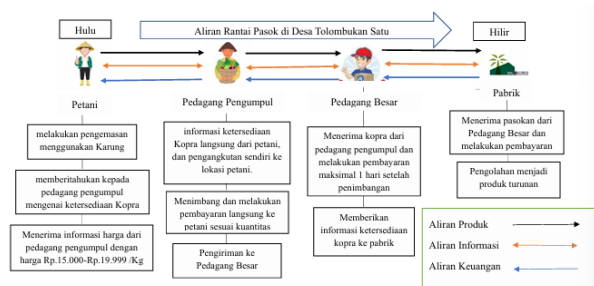 Hulu
Aliran Rantai Pasok di Desa Tolombukan Satu
Hilir
Petani
Pedagang Pengumpul
Pedagang Besar
Pabrik
melakukan pengemasan
menggunakan Karung
memberitahukan kepada
pedagang pengumpul
mengenai ketersediaan Kopra
Menerima informasi harga dari
pedagang pengumpul dengan
harga Rp.15.000-Rp.19.999 /Kg
informasi ketersediaan
Kopra langsung dari petani,
dan pengangkutan sendiri ke
lokasi petani.
Menimbang dan melakukan
pembayaran langsung ke
petani sesuai kuantitas
Pengiriman ke
Pedagang Besar
Menerima kopra dari
pedagang pengumpul dan
melakukan pembayaran
maksimal 1 hari setelah
penimbangan
Memberikan
informasi ketersediaan
kopra ke pabrik
Menerima pasokan dari
Pedagang Besar dan
melakukan pembayaran
Pengolahan menjadi
produk turunan
Aliran Produk
Aliran Informasi
Aliran Keuangan